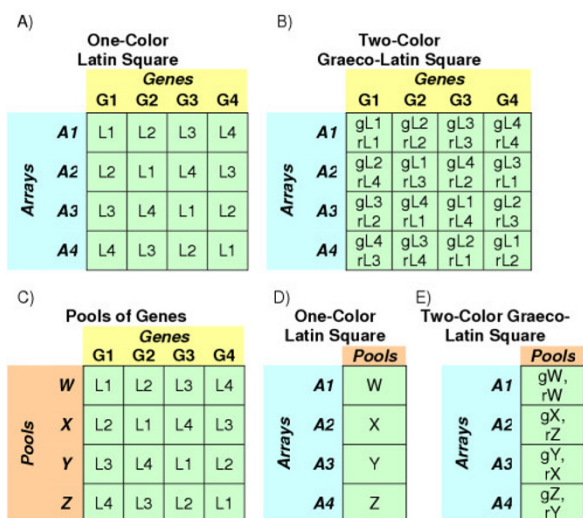 A)
One-Color
Latin Square
Genes
G1 G2 G3 G4
Arrays
A1 L1 L2 L3 L4
A2 L2 L1 L4 L3
A3 L3 L4 L1 L2
A4 L4 L3 L2 L1
B)
Two-Color
Graeco-Latin Square
Genes
G1 G2 G3 G4
Arrays
A1
gL1 gL2 gL3 gL4
rL1 rL2 rL3 rL4
A2
gL2 gL1 gL4 gL3
rL4 rL3 rL2 rL1
A3
gL3 gL4 gL1 gL2
rL2 rL1 rL4 rL3
A4
gL4 gL3 gL2 gL1
rL3 rL4 rL1 rL2
C)
Pools of Genes
Genes
G1 G2 G3 G4
Pools
W L1 L2 L3 L4
X L2 L1 L4 L3
Y L3 L4 L1 L2
Z L4 L3 L2 L1
D)
One-Color
Latin Square
Pools
Arrays
A1 W
A2 X
A3 Y
A4 Z
E)
Two-Color Graeco-
Latin Square
Pools
Arrays
A1
gW,
rW
A2
gX,
rZ
A3
gY,
rX
A4
gZ,
rY